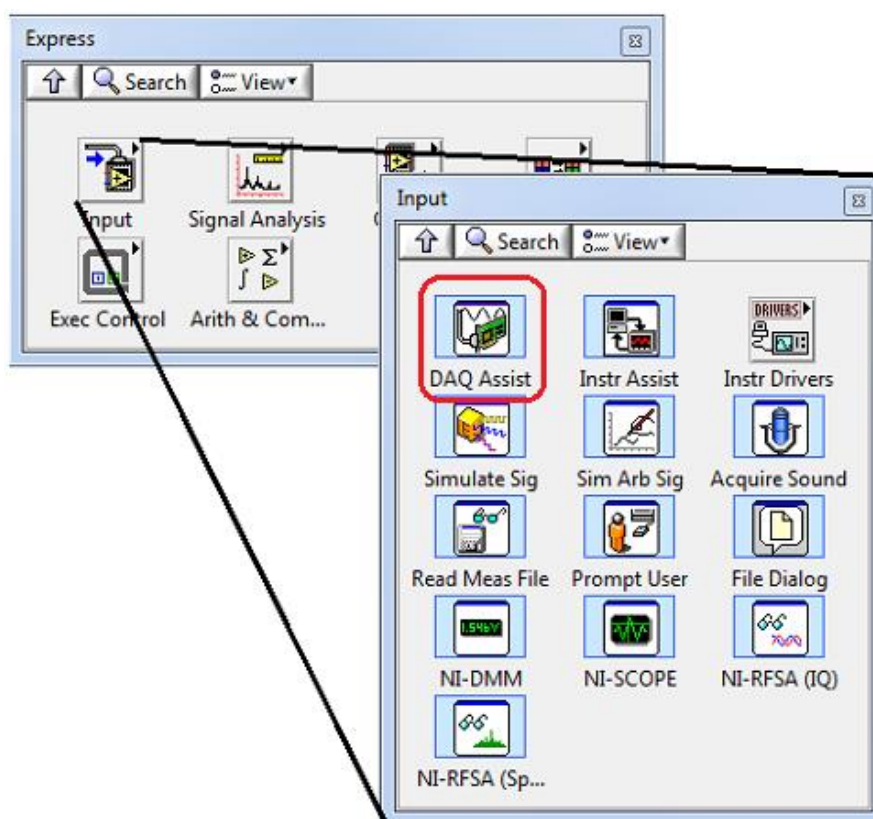 Express
Search View
Input Signal Analysis
Exec Control Arith & Com...
Input
Search View
DAQ Assist Instr Assist Instr Drivers
DRIVERS
Simulate Sig Sim Arb Sig Acquire Sound
Read Meas File Prompt User File Dialog
1.546V
NI-DMM NI-SCOPE NI-RFSA (IQ)
NI-RFSA (Sp...